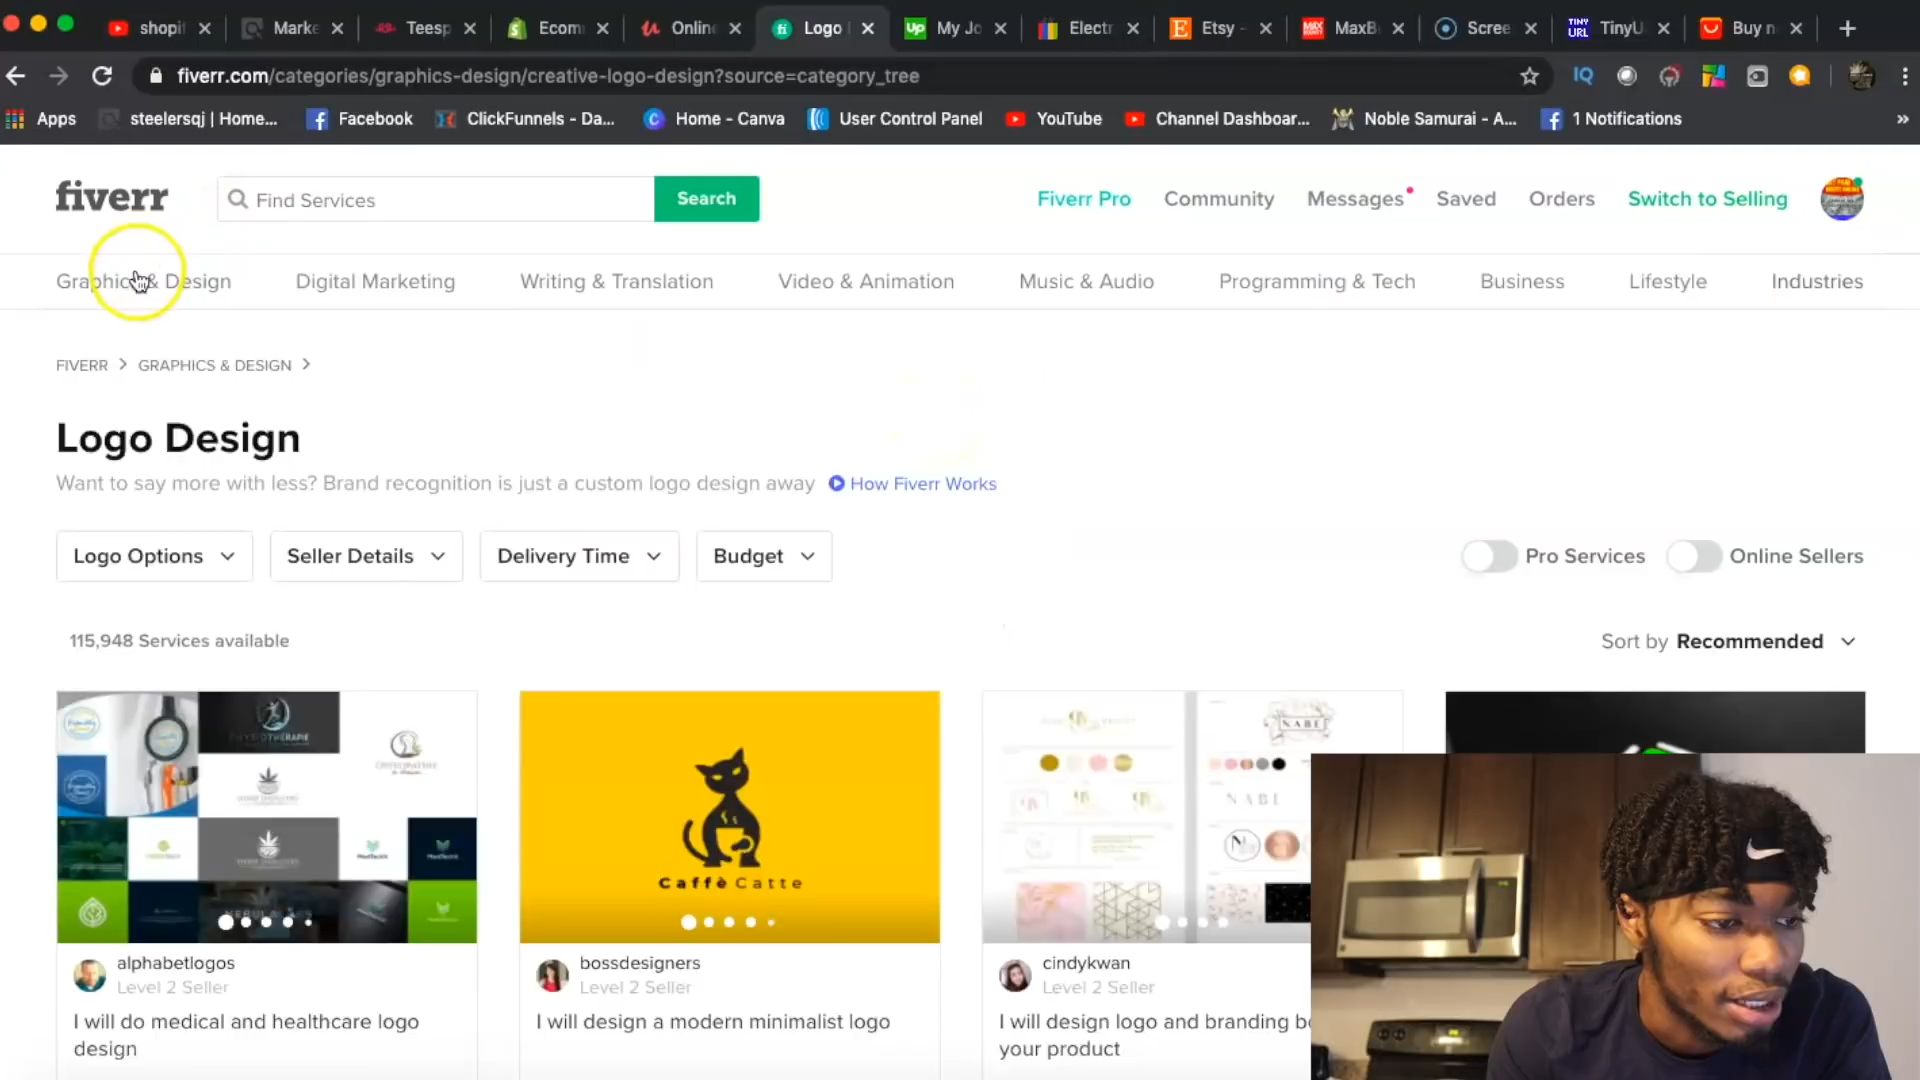 shopif
Marke
Teesp
Ecom
Online
Logo
My Jo
Electr
Etsy -
MaxB
Scree
TinyU
Buy n
fiverr.com/categories/graphics-design/creative-logo-design?source=category_tree
Apps
steelersqj | Home...
Facebook
ClickFunnels - Da...
Home - Canva
User Control Panel
YouTube
Channel Dashboar...
Noble Samurai - A...
1 Notifications
»
fiverr
Find Services
Search
Fiverr Pro
Community
Messages
Saved
Orders
Switch to Selling
Graphics & Design
Digital Marketing
Writing & Translation
Video & Animation
Music & Audio
Programming & Tech
Business
Lifestyle
Industries
FIVERR > GRAPHICS & DESIGN >
Logo Design
Want to say more with less? Brand recognition is just a custom logo design away
How Fiverr Works
Logo Options
Seller Details
Delivery Time
Budget
Pro Services
Online Sellers
115,948 Services available
Sort by Recommended
Caffè Catte
NABE
NABE
alphabetlogos
Level 2 Seller
I will do medical and healthcare logo
design
bossdesigners
Level 2 Seller
I will design a modern minimalist logo
cindykwan
Level 2 Seller
I will design logo and branding bo
your product